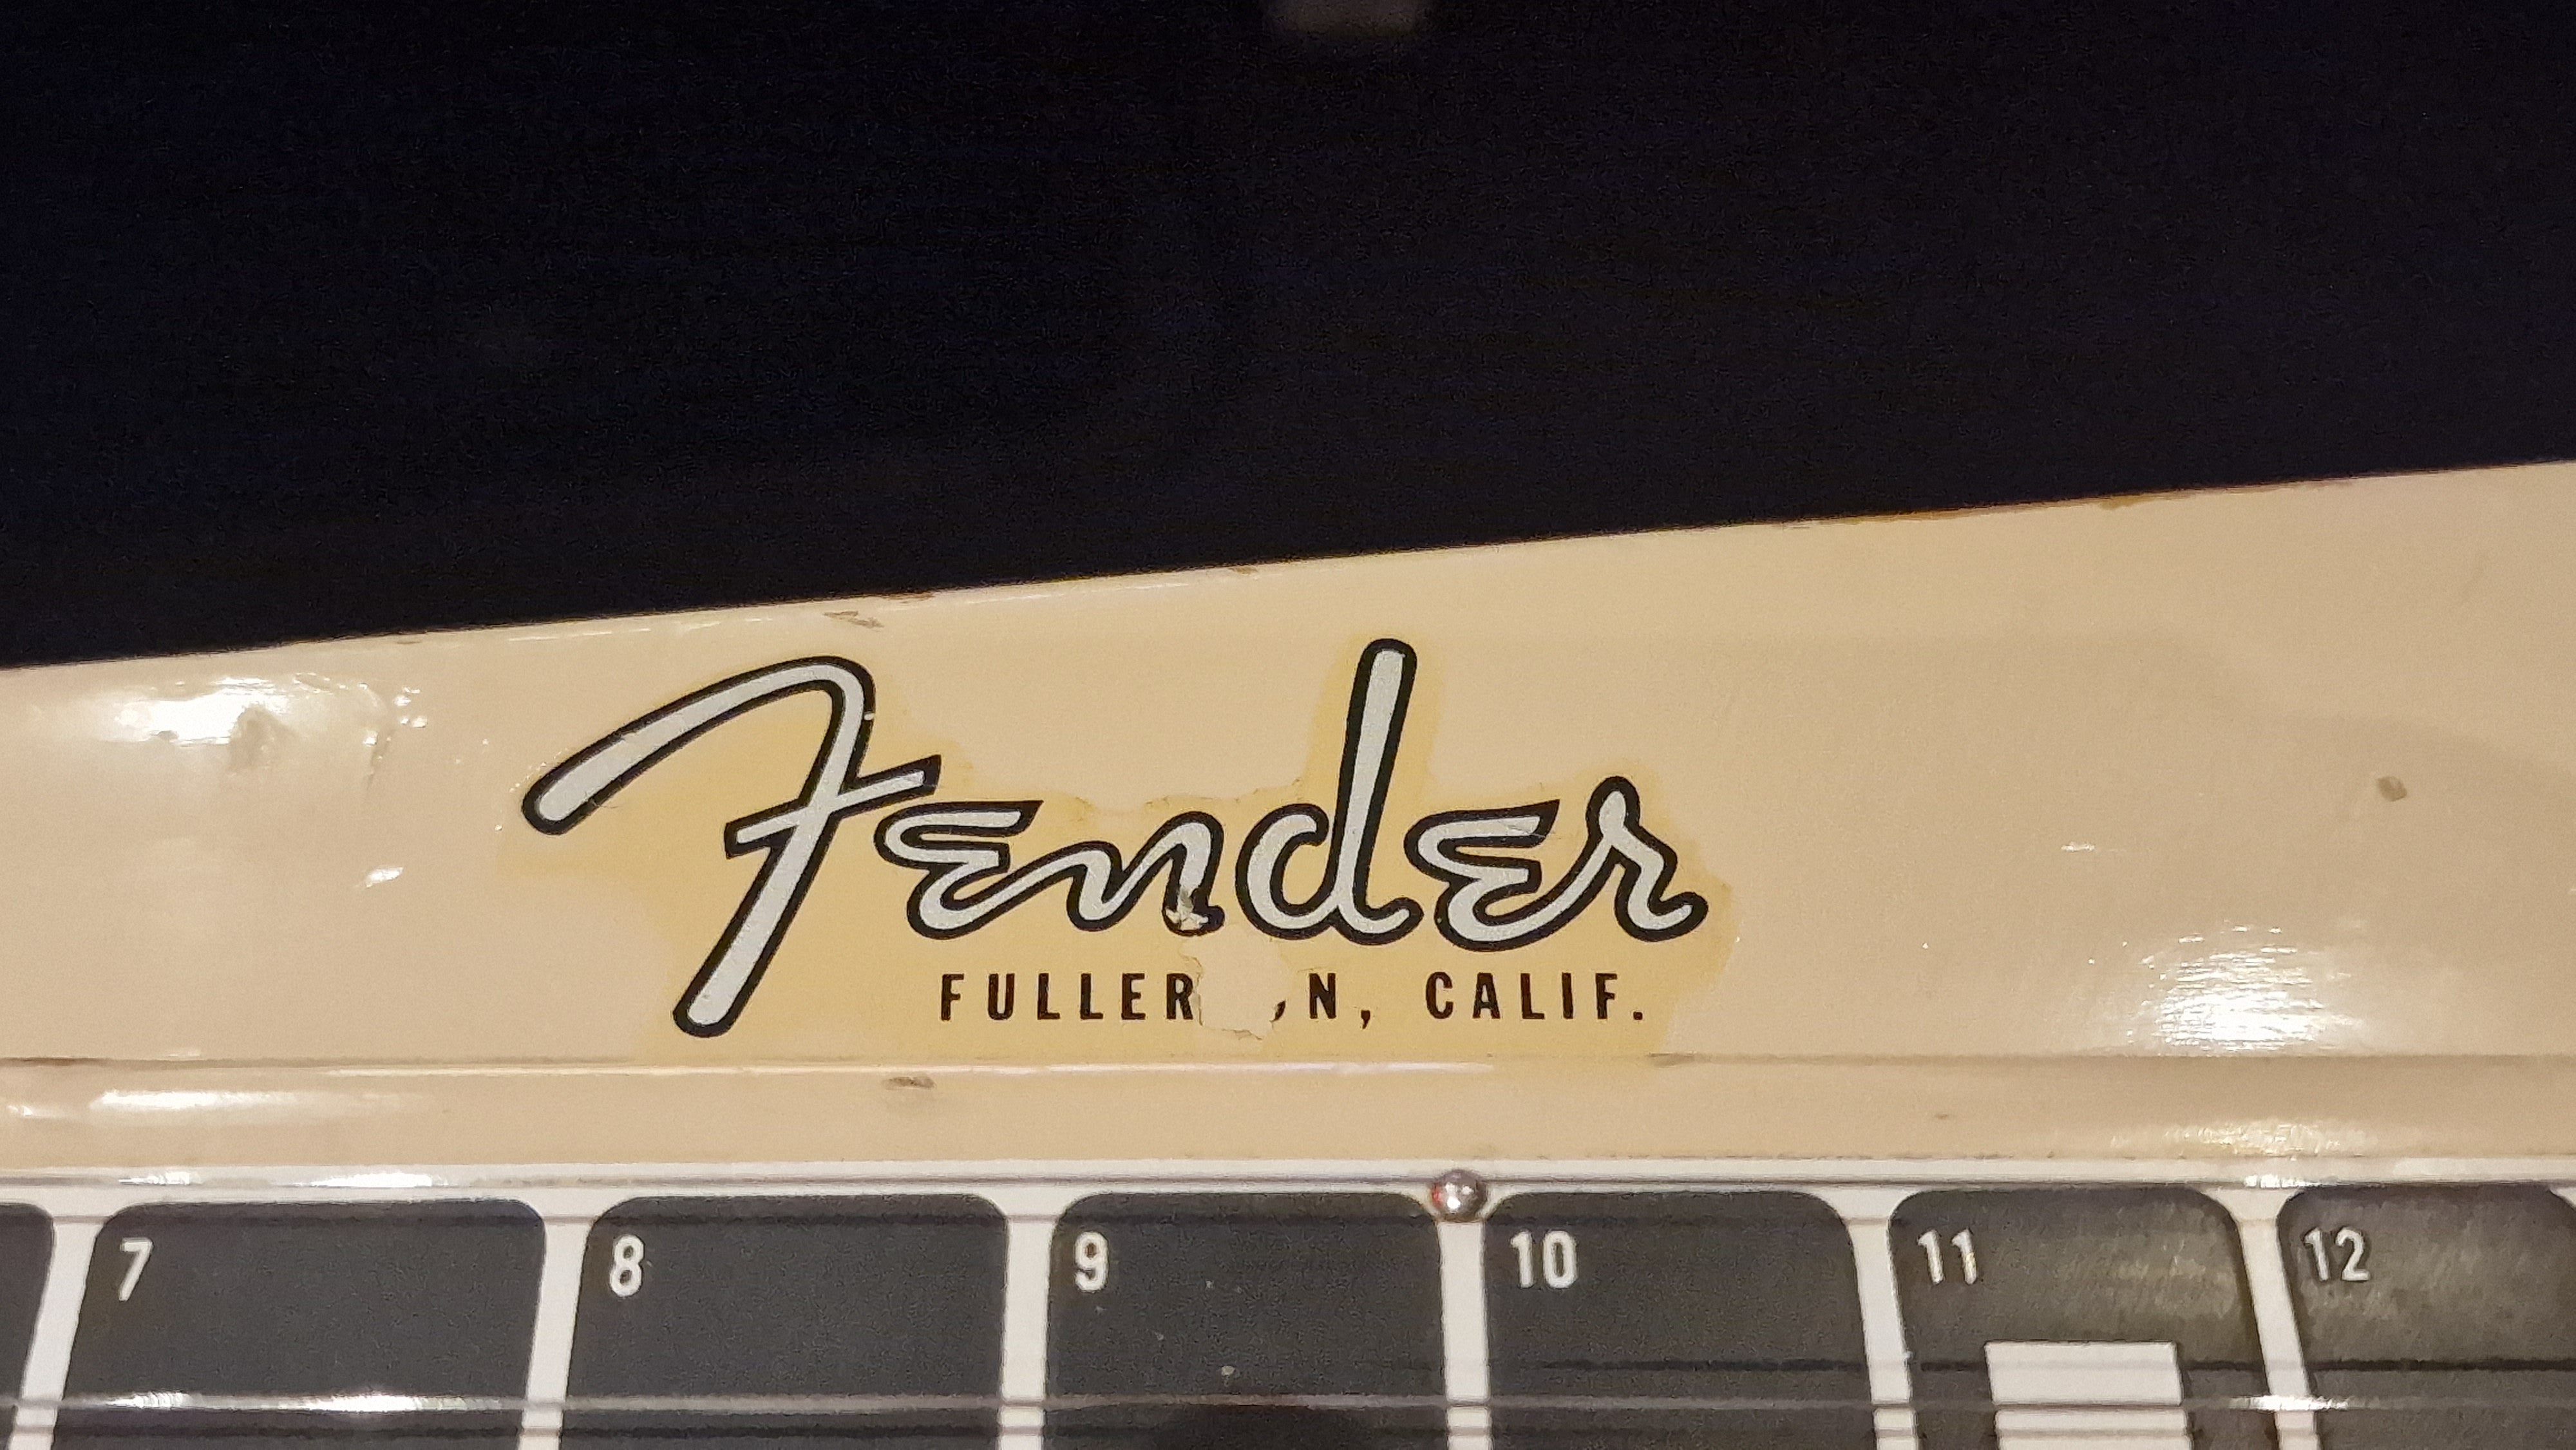 Fender
FULLER N, CALIF.
7 8 9 10 11 12